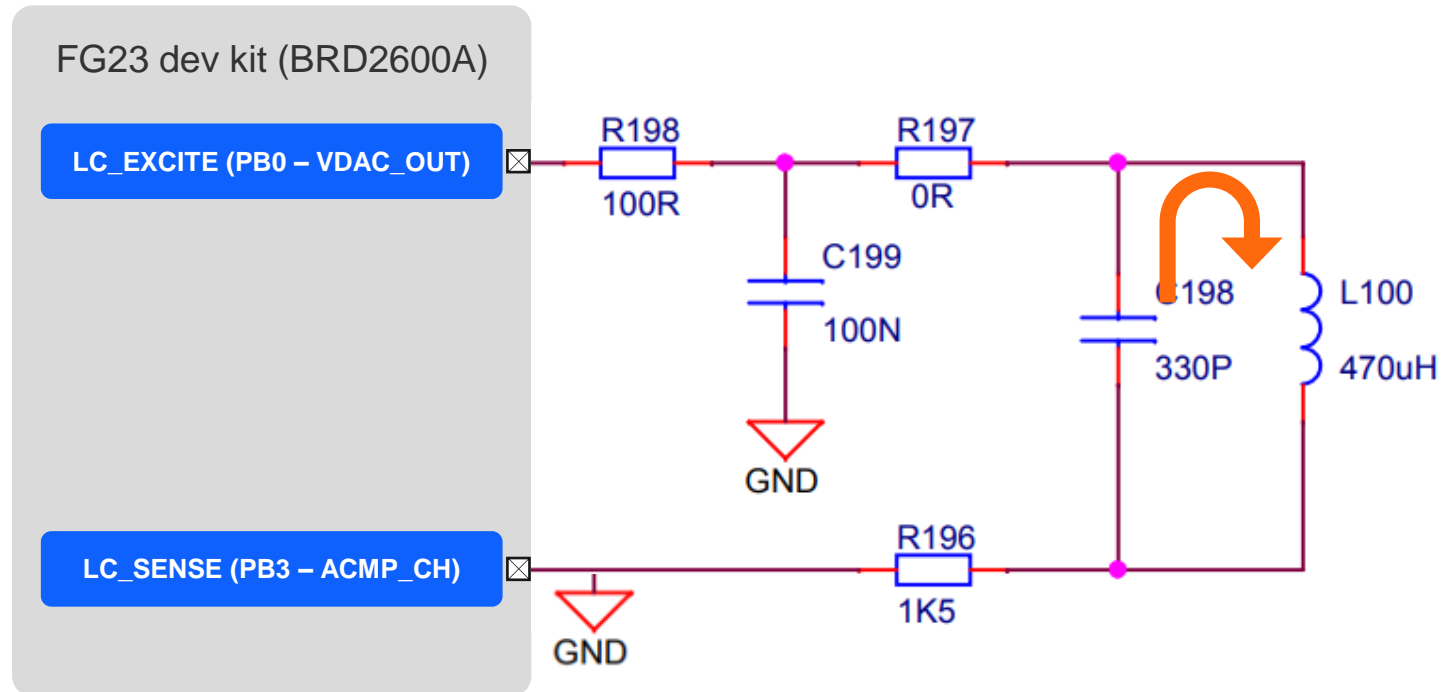 FG23 dev kit (BRD2600A)
LC_EXCITE (PB0 – VDAC_OUT)
R198
100R
R197
0R
C199
100N
GND
C198
330P
L100
470uH
LC_SENSE (PB3 – ACMP_CH)
R196
1K5
GND